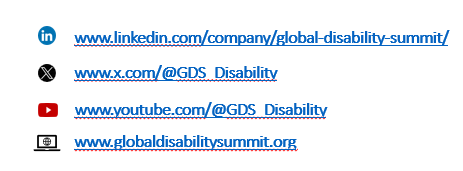 www.linkedin.com/company/global-disability-summit/
www.x.com/@GDS_Disability
www.youtube.com/@GDS_Disability
www.globaldisabilitysummit.org